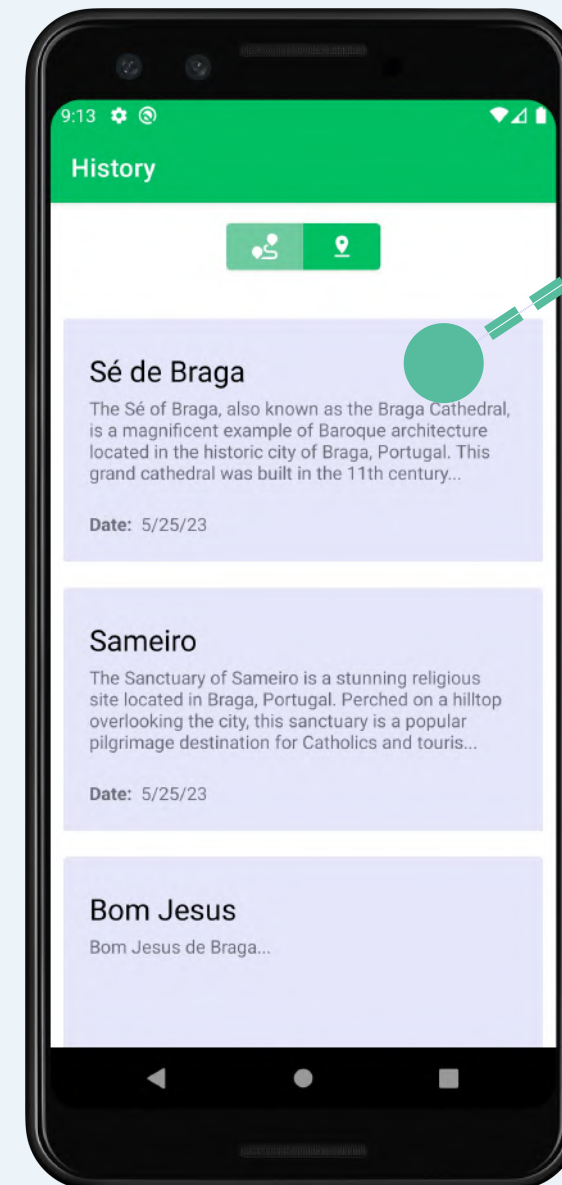 9:13
History
Sé de Braga
The Sé of Braga, also known as the Braga Cathedral,
is a magnificent example of Baroque architecture
located in the historic city of Braga, Portugal. This
grand cathedral was built in the 11th century...
Date: 5/25/23
Sameiro
The Sanctuary of Sameiro is a stunning religious
site located in Braga, Portugal. Perched on a hilltop
overlooking the city, this sanctuary is a popular
pilgrimage destination for Catholics and touris...
Date: 5/25/23
Bom Jesus
Bom Jesus de Braga...